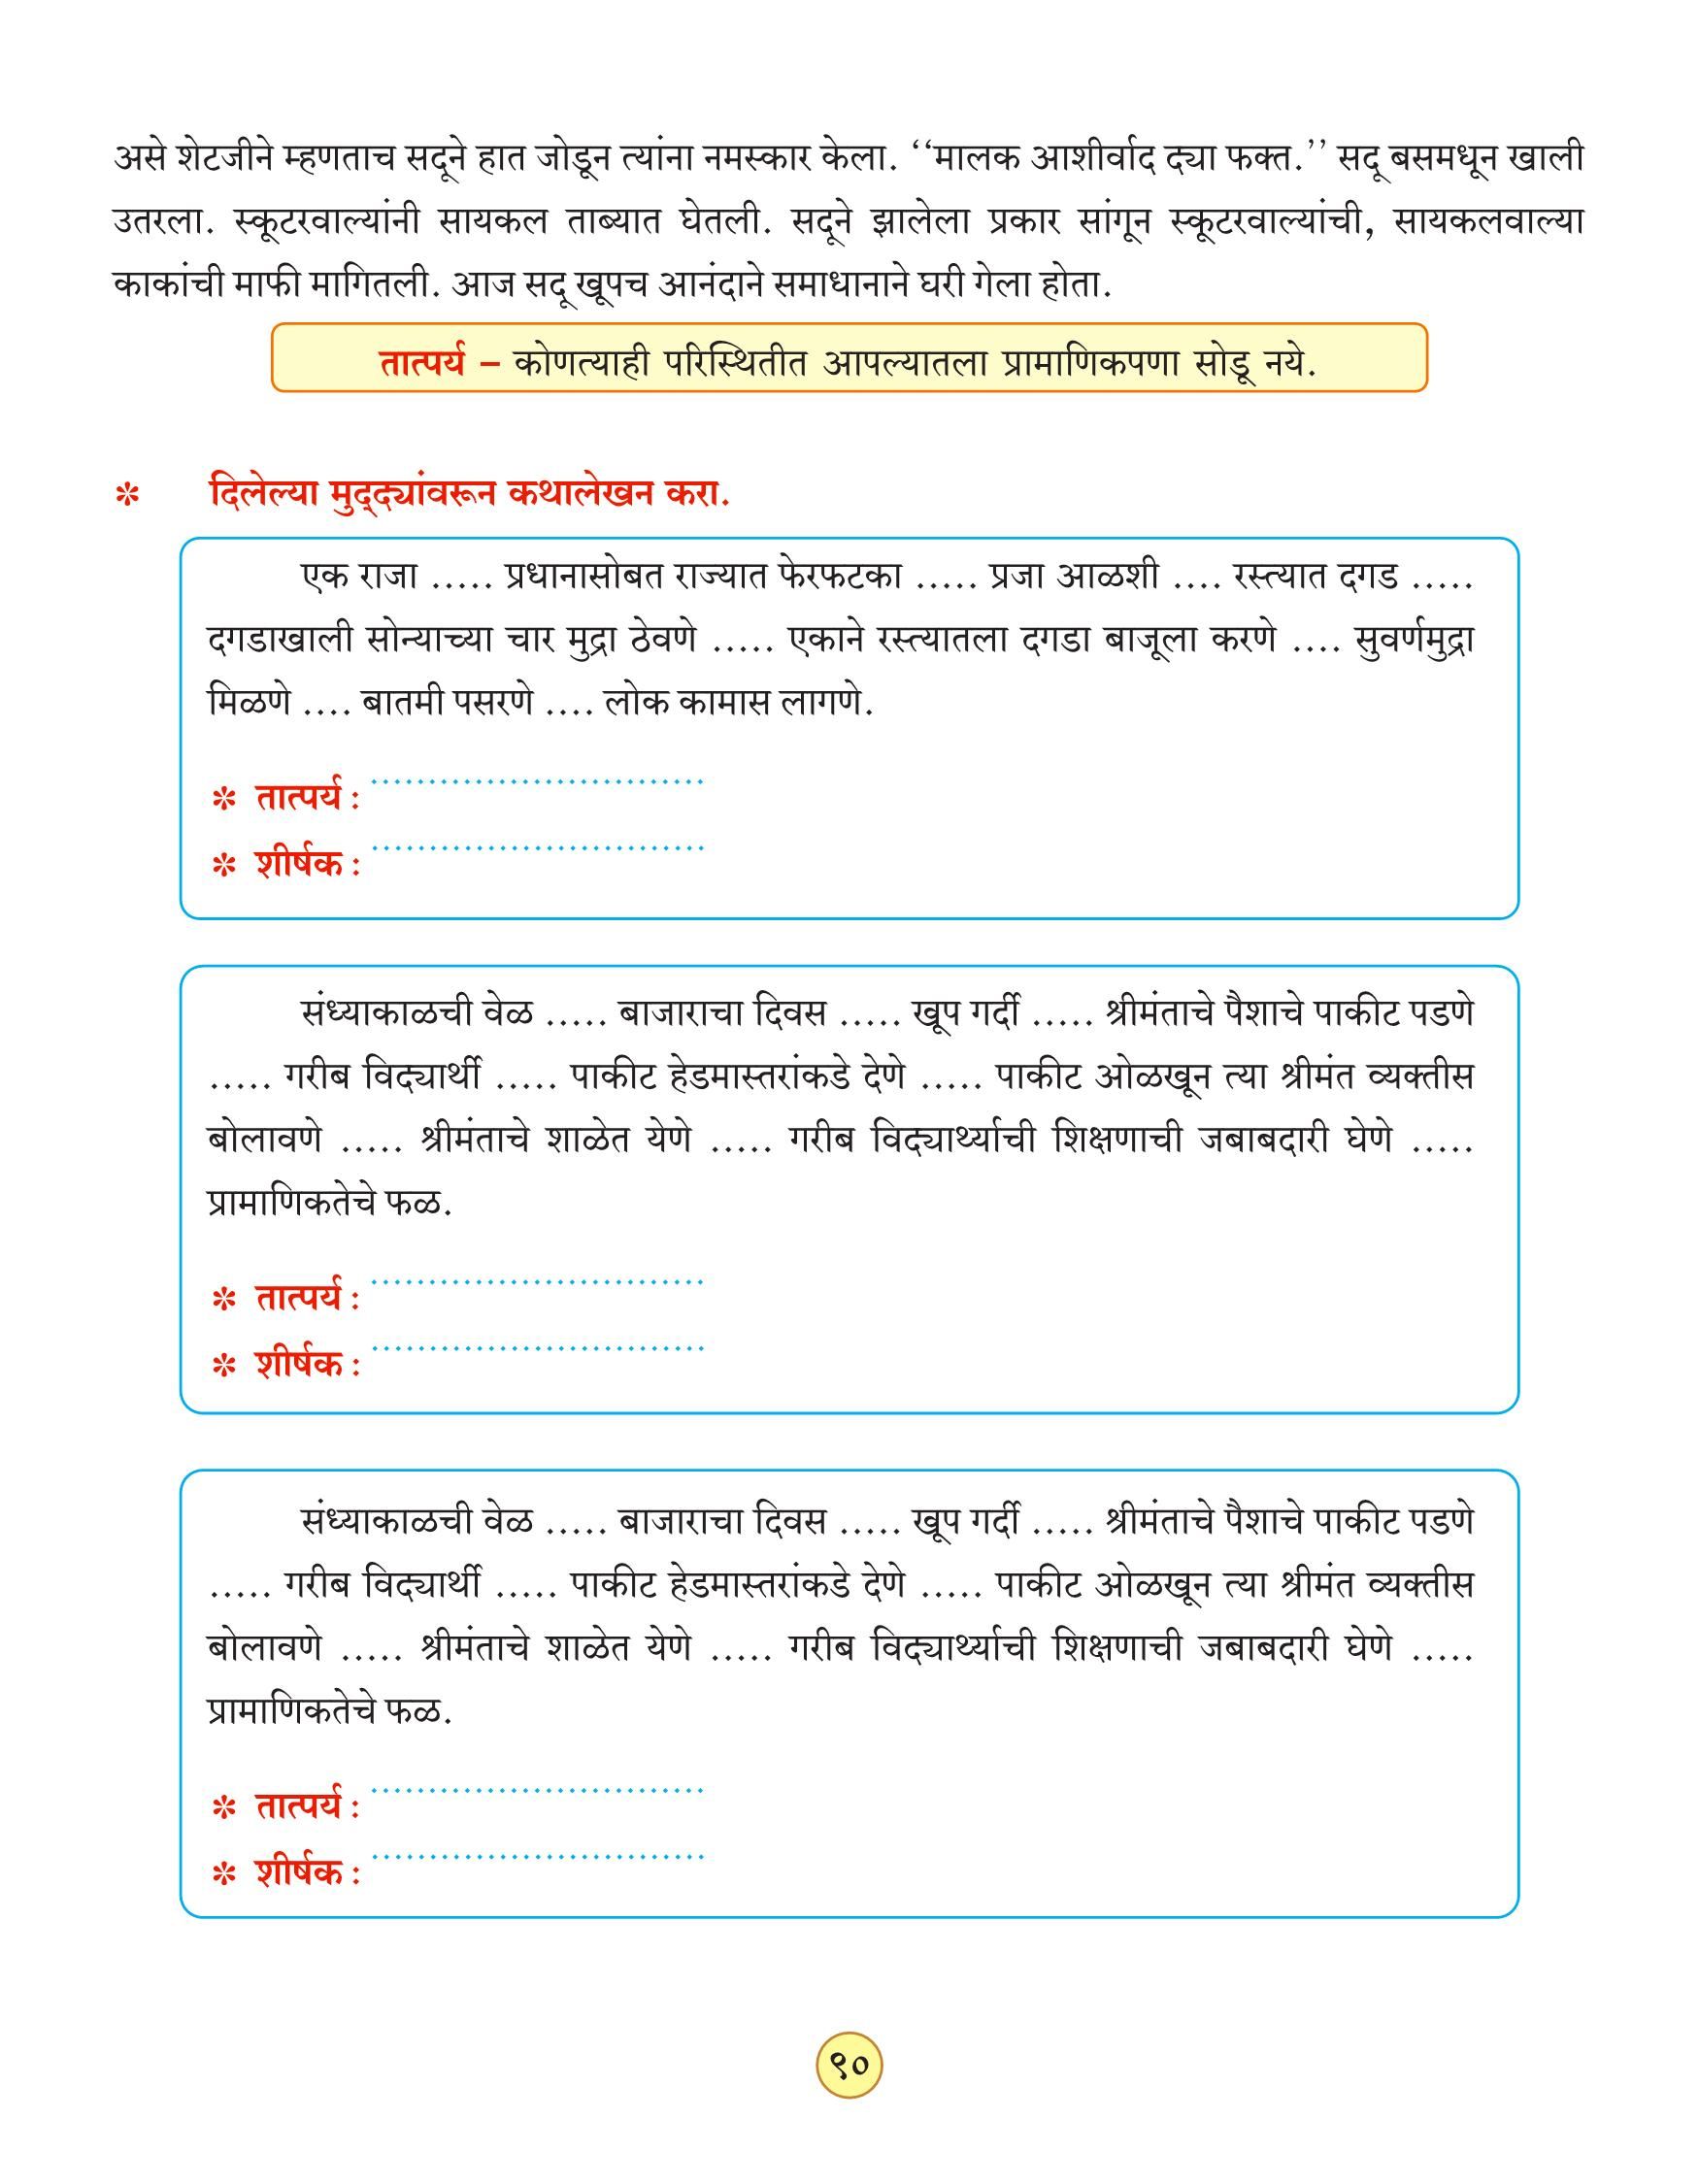 असे शेटजीने म्हणताच सदूने हात जोडून त्यांना नमस्कार केला. ‘‘मालक आशीर्वाद द्या फक्त.’’ सदू बसमधून खाली
उतरला. स्कूटरवाल्यांनी सायकल ताब्यात घेतली. सदूने झालेला प्रकार सांगून स्कूटरवाल्यांची, सायकलवाल्या
काकांची माफी मागितली. आज सदू खूपच आनंदाने समाधानाने घरी गेला होता.
तात्पर्य – कोणत्याही परिस्थितीत आपल्यातला प्रामाणिकपणा सोडू नये.
✽ दिलेल्या मुद्द्यांवरून कथालेखन करा.
एक राजा ..... प्रधानासोबत राज्यात फेरफटका ..... प्रजा आळशी .... रस्त्यात दगड .....
दगडाखाली सोन्याच्या चार मुद्रा ठेवणे ..... एकाने रस्त्यातला दगडा बाजूला करणे .... सुवर्णमुद्रा
मिळणे .... बातमी पसरणे .... लोक कामास लागणे.
✽ तात्पर्य : ............................
✽ शीर्षक : ............................
संध्याकाळची वेळ ..... बाजाराचा दिवस ..... खूप गर्दी ..... श्रीमंताचे पैशाचे पाकीट पडणे
..... गरीब विद्यार्थी ..... पाकीट हेडमास्तरांकडे देणे ..... पाकीट ओळखून त्या श्रीमंत व्यक्तीस
बोलावणे ..... श्रीमंताचे शाळेत येणे ..... गरीब विद्यार्थ्याची शिक्षणाची जबाबदारी घेणे .....
प्रामाणिकतेचे फळ.
✽ तात्पर्य : ............................
✽ शीर्षक : ............................
संध्याकाळची वेळ ..... बाजाराचा दिवस ..... खूप गर्दी ..... श्रीमंताचे पैशाचे पाकीट पडणे
..... गरीब विद्यार्थी ..... पाकीट हेडमास्तरांकडे देणे ..... पाकीट ओळखून त्या श्रीमंत व्यक्तीस
बोलावणे ..... श्रीमंताचे शाळेत येणे ..... गरीब विद्यार्थ्याची शिक्षणाची जबाबदारी घेणे .....
प्रामाणिकतेचे फळ.
✽ तात्पर्य : ............................
✽ शीर्षक : ............................
९०